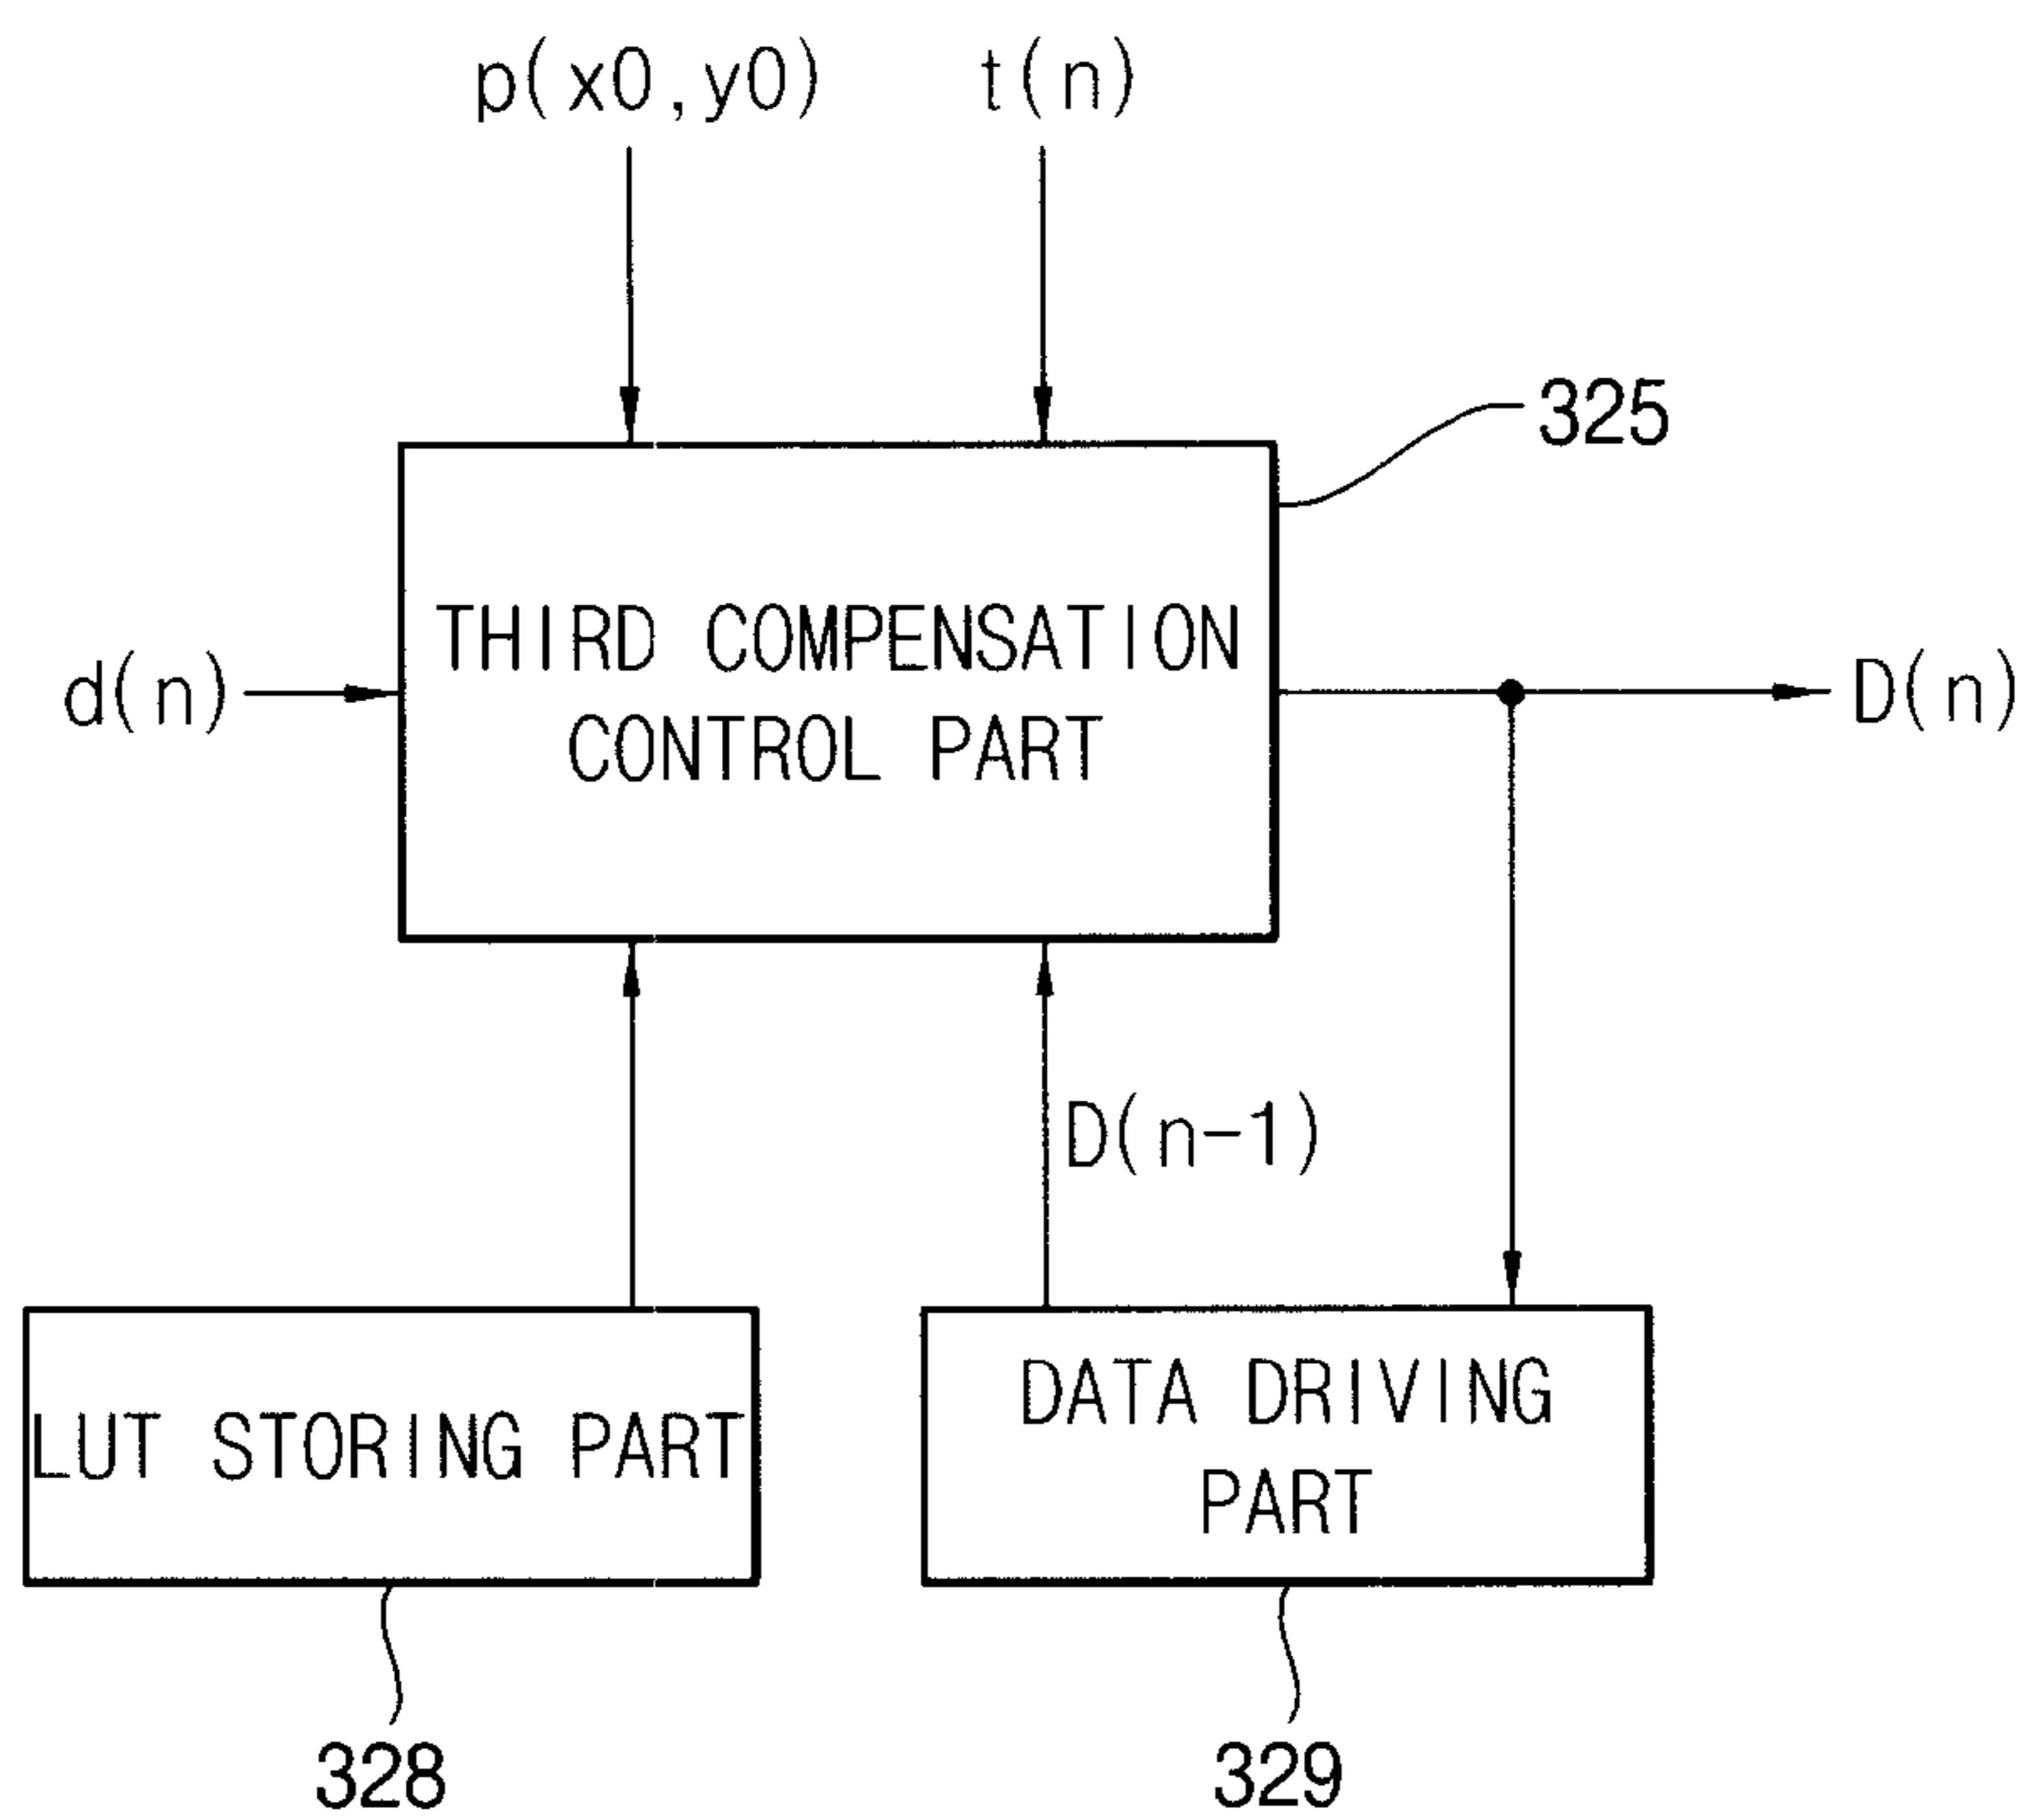 p(x0,y0) t(n)
325
THIRD COMPENSATION
CONTROL PART
d(n)
D(n)
D(n-1)
LUT STORING PART
DATA DRIVING
PART
328
329